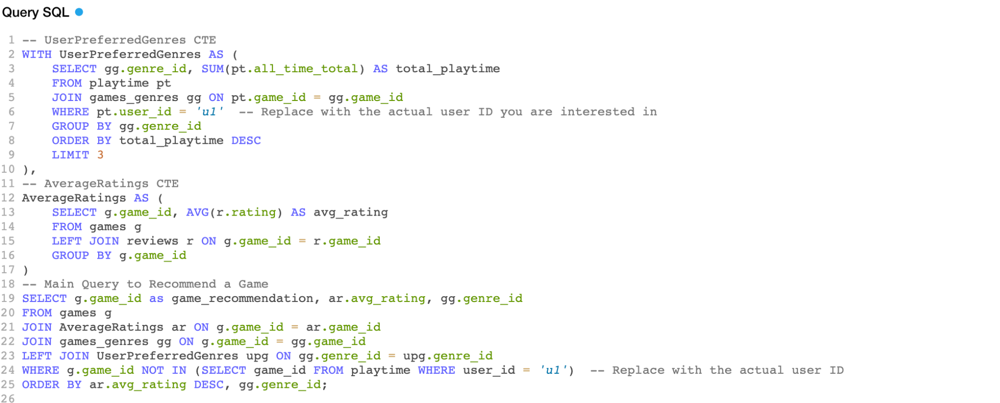 Query SQL
1 -- UserPreferredGenres CTE
2 WITH UserPreferredGenres AS (
3     SELECT gg.genre_id, SUM(pt.all_time_total) AS total_playtime
4     FROM playtime pt
5     JOIN games_genres gg ON pt.game_id = gg.game_id
6     WHERE pt.user_id = 'u1'  -- Replace with the actual user ID you are interested in
7     GROUP BY gg.genre_id
8     ORDER BY total_playtime DESC
9     LIMIT 3
10 ),
11 -- AverageRatings CTE
12 AverageRatings AS (
13     SELECT g.game_id, AVG(r.rating) AS avg_rating
14     FROM games g
15     LEFT JOIN reviews r ON g.game_id = r.game_id
16     GROUP BY g.game_id
17 )
18 -- Main Query to Recommend a Game
19 SELECT g.game_id as game_recommendation, ar.avg_rating, gg.genre_id
20 FROM games g
21 JOIN AverageRatings ar ON g.game_id = ar.game_id
22 JOIN games_genres gg ON g.game_id = gg.game_id
23 LEFT JOIN UserPreferredGenres upg ON gg.genre_id = upg.genre_id
24 WHERE g.game_id NOT IN (SELECT game_id FROM playtime WHERE user_id = 'u1')  -- Replace with the actual user ID
25 ORDER BY ar.avg_rating DESC, gg.genre_id;
26